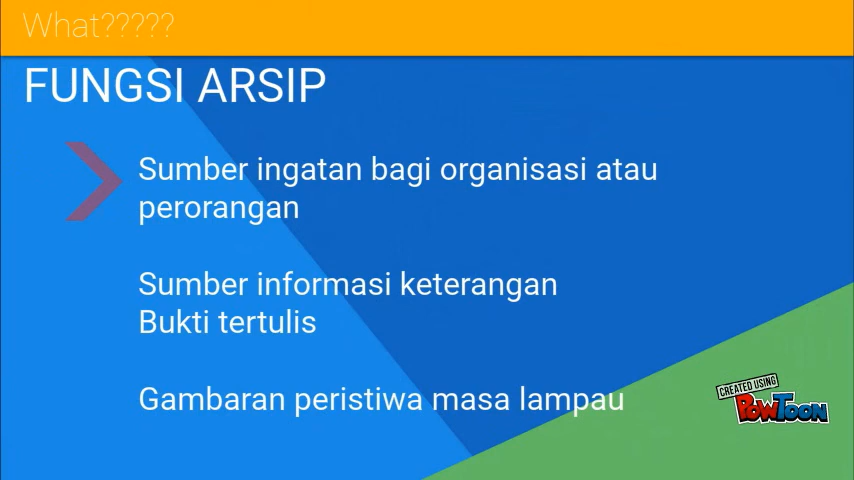 What?????
FUNGSI ARSIP
Sumber ingatan bagi organisasi atau
perorangan
Sumber informasi keterangan
Bukti tertulis
Gambaran peristiwa masa lampau
CREATED USING
POWTOON